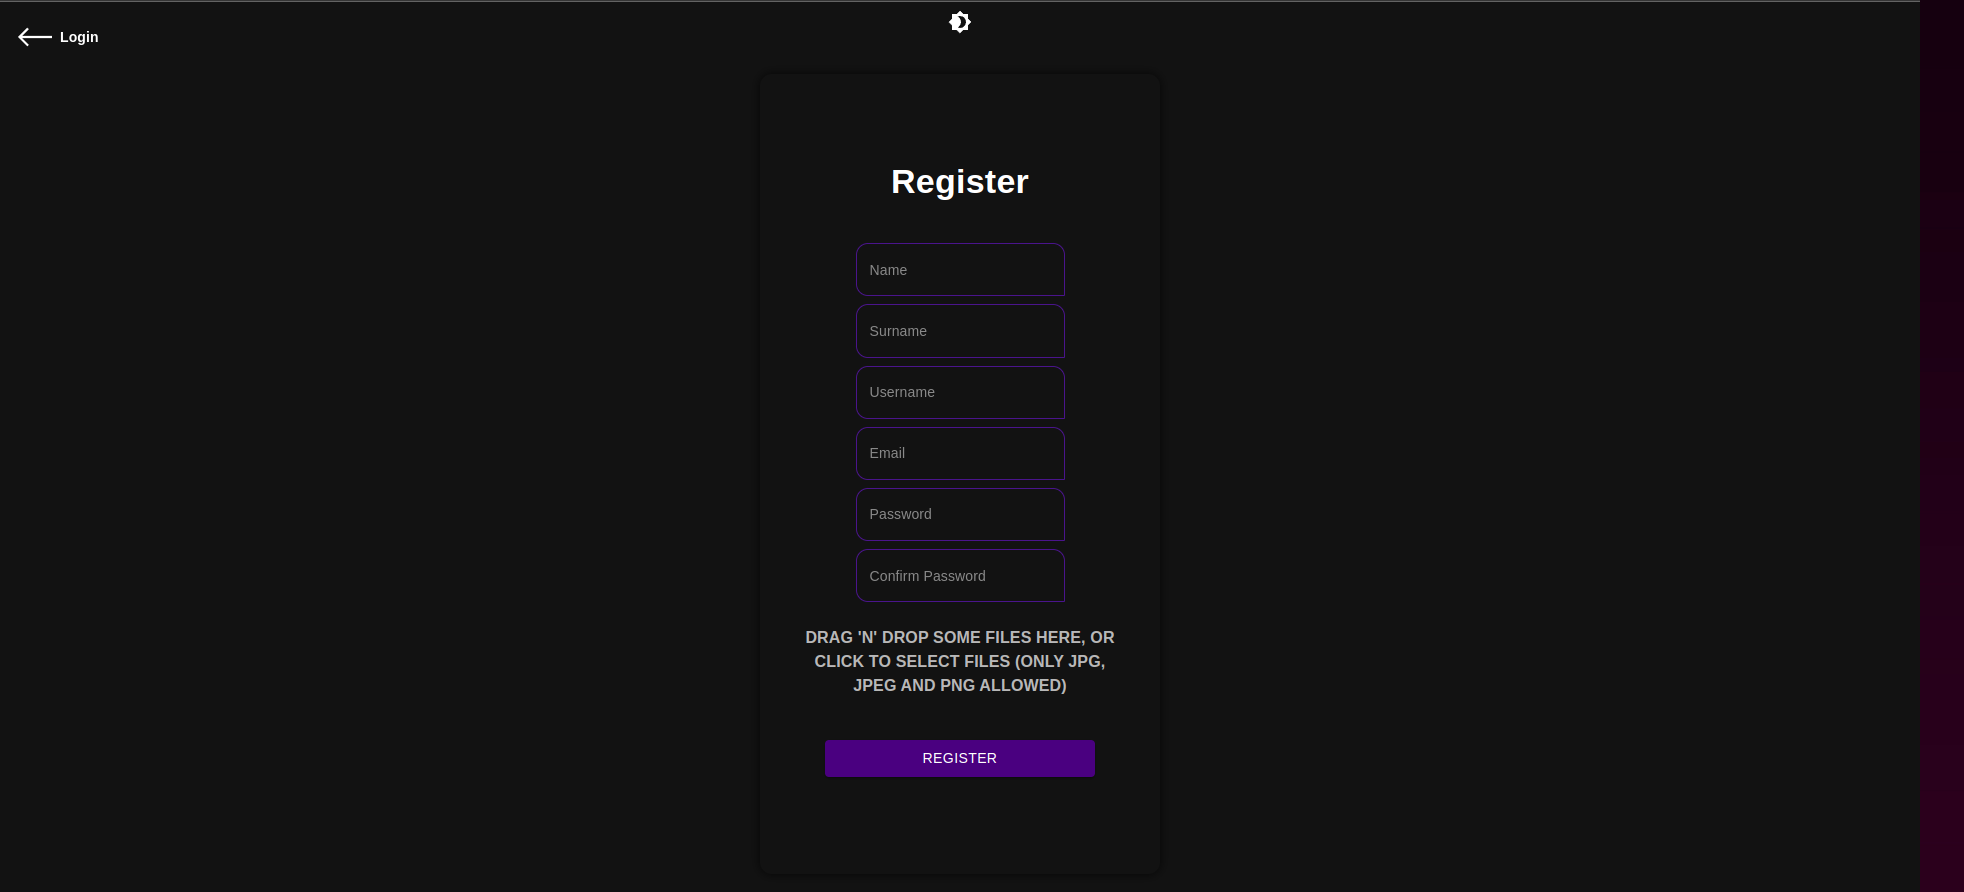 Login
Register
Name
Surname
Username
Email
Password
Confirm Password
DRAG 'N' DROP SOME FILES HERE, OR
CLICK TO SELECT FILES (ONLY JPG,
JPEG AND PNG ALLOWED)
REGISTER